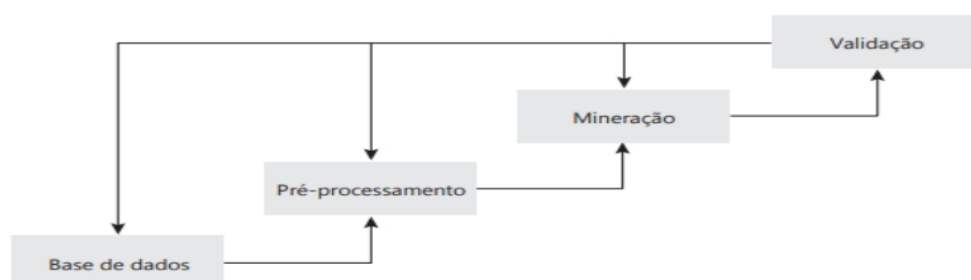 Validação
Mineração
Pré-processamento
Base de dados